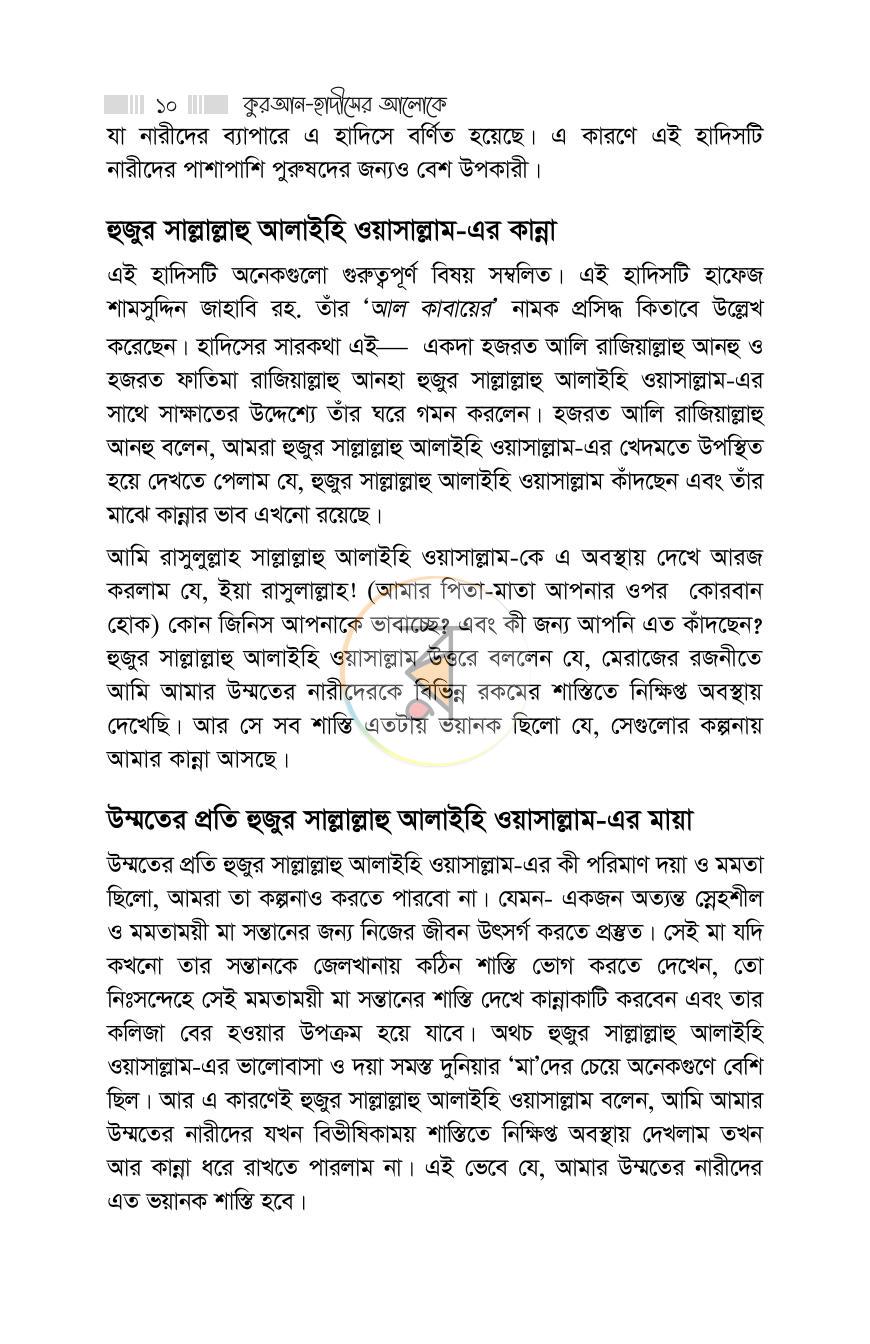 ১০ কুরআন-হাদীসের আলোকে
যা নারীদের ব্যাপারে এ হাদিসে বর্ণিত হয়েছে। এ কারণে এই হাদিসটি
নারীদের পাশাপাশি পুরুষদের জন্যও বেশ উপকারী।
হুজুর সাল্লাল্লাহু আলাইহি ওয়াসাল্লাম-এর কান্না
এই হাদিসটি অনেকগুলো গুরুত্বপূর্ণ বিষয় সম্বলিত। এই হাদিসটি হাফেজ
শামসুদ্দিন জাহাবি রহ. তাঁর ‘আল কাবায়ের’ নামক প্রসিদ্ধ কিতাবে উল্লেখ
করেছেন। হাদিসের সারকথা এই— একদা হজরত আলি রাজিয়াল্লাহু আনহু ও
হজরত ফাতিমা রাজিয়াল্লাহু আনহা হুজুর সাল্লাল্লাহু আলাইহি ওয়াসাল্লাম-এর
সাথে সাক্ষাতের উদ্দেশ্যে তাঁর ঘরে গমন করলেন। হজরত আলি রাজিয়াল্লাহু
আনহু বলেন, আমরা হুজুর সাল্লাল্লাহু আলাইহি ওয়াসাল্লাম-এর খেদমতে উপস্থিত
হয়ে দেখতে পেলাম যে, হুজুর সাল্লাল্লাহু আলাইহি ওয়াসাল্লাম কাঁদছেন এবং তাঁর
মাঝে কান্নার ভাব এখনো রয়েছে।
আমি রাসুলুল্লাহ সাল্লাল্লাহু আলাইহি ওয়াসাল্লাম-কে এ অবস্থায় দেখে আরজ
করলাম যে, ইয়া রাসুলাল্লাহ! (আমার পিতা-মাতা আপনার ওপর কোরবান
হোক) কোন জিনিস আপনাকে ভাবাচ্ছে? এবং কী জন্য আপনি এত কাঁদছেন?
হুজুর সাল্লাল্লাহু আলাইহি ওয়াসাল্লাম উত্তরে বললেন যে, মেরাজের রজনীতে
আমি আমার উম্মতের নারীদেরকে বিভিন্ন রকমের শাস্তিতে নিক্ষিপ্ত অবস্থায়
দেখেছি। আর সে সব শাস্তি এতটায় ভয়ানক ছিলো যে, সেগুলোর কল্পনায়
আমার কান্না আসছে।
উম্মতের প্রতি হুজুর সাল্লাল্লাহু আলাইহি ওয়াসাল্লাম-এর মায়া
উম্মতের প্রতি হুজুর সাল্লাল্লাহু আলাইহি ওয়াসাল্লাম-এর কী পরিমাণ দয়া ও মমতা
ছিলো, আমরা তা কল্পনাও করতে পারবো না। যেমন- একজন অত্যন্ত স্নেহশীল
ও মমতাময়ী মা সন্তানের জন্য নিজের জীবন উৎসর্গ করতে প্রস্তুত। সেই মা যদি
কখনো তার সন্তানকে জেলখানায় কঠিন শাস্তি ভোগ করতে দেখেন, তো
নিঃসন্দেহে সেই মমতাময়ী মা সন্তানের শাস্তি দেখে কান্নাকাটি করবেন এবং তার
কলিজা বের হওয়ার উপক্রম হয়ে যাবে। অথচ হুজুর সাল্লাল্লাহু আলাইহি
ওয়াসাল্লাম-এর ভালোবাসা ও দয়া সমস্ত দুনিয়ার ‘মা’দের চেয়ে অনেকগুণে বেশি
ছিল। আর এ কারণেই হুজুর সাল্লাল্লাহু আলাইহি ওয়াসাল্লাম বলেন, আমি আমার
উম্মতের নারীদের যখন বিভীষিকাময় শাস্তিতে নিক্ষিপ্ত অবস্থায় দেখলাম তখন
আর কান্না ধরে রাখতে পারলাম না। এই ভেবে যে, আমার উম্মতের নারীদের
এত ভয়ানক শাস্তি হবে।